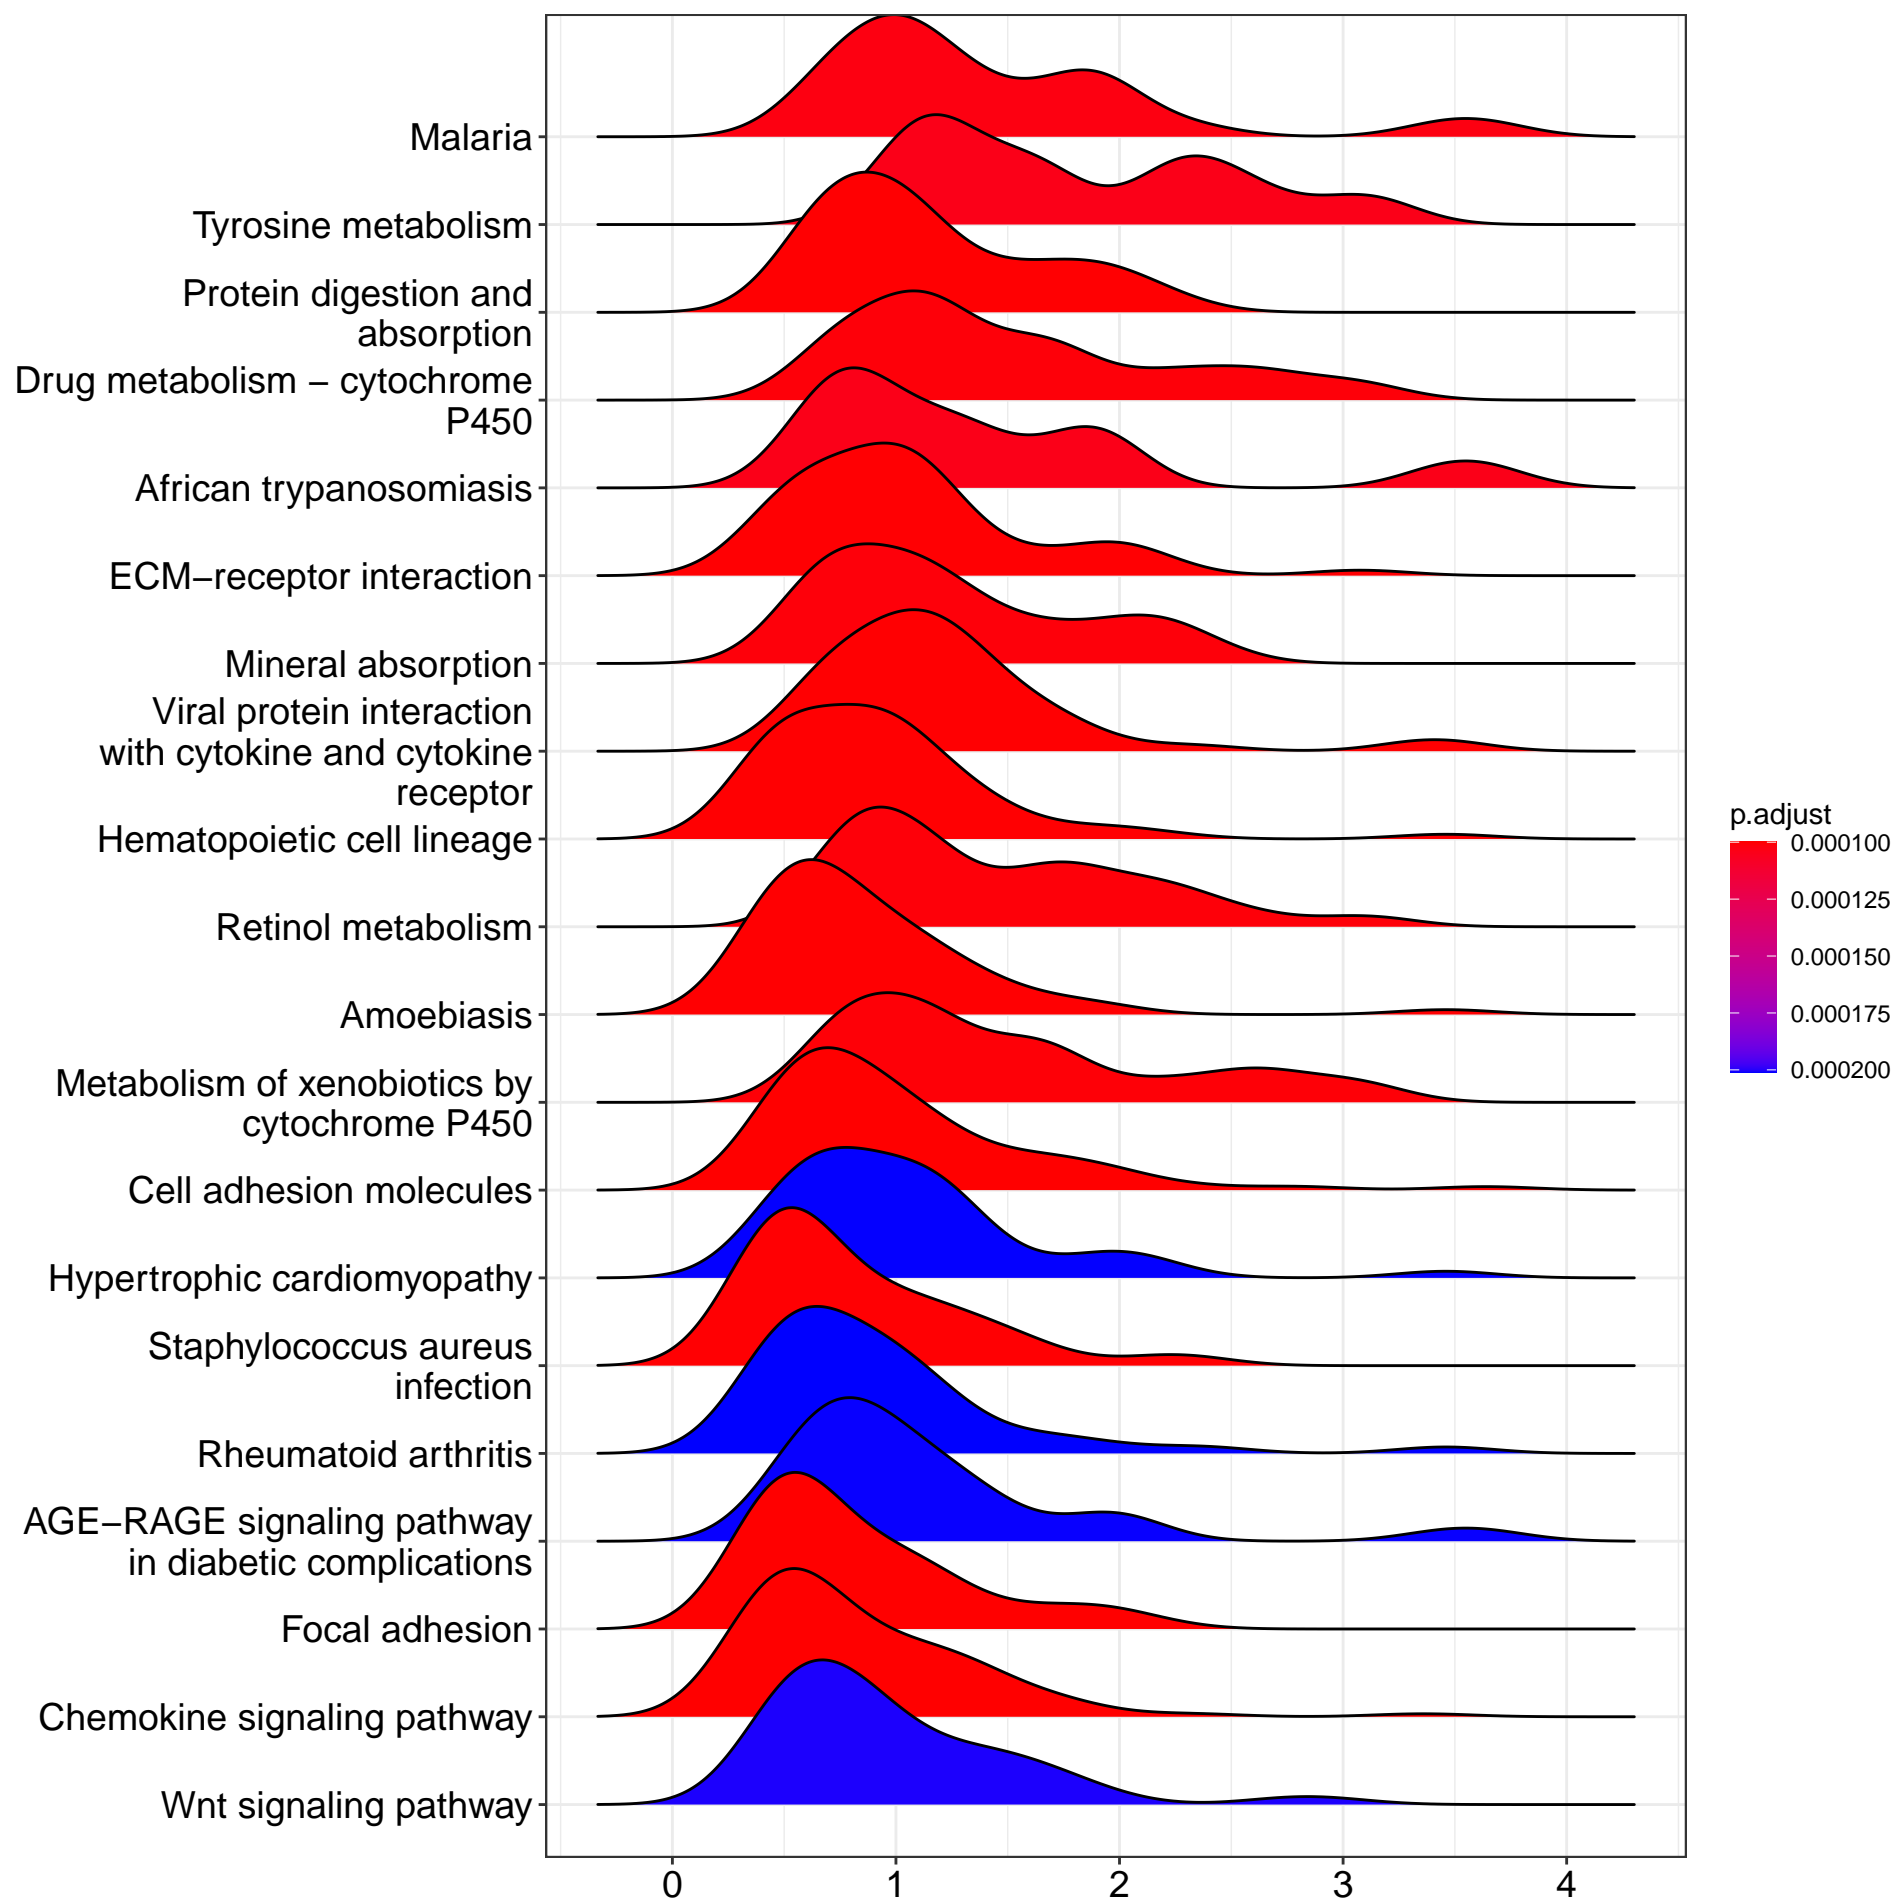 Malaria
Tyrosine metabolism
Protein digestion and
absorption
Drug metabolism − cytochrome
P450
African trypanosomiasis
ECM−receptor interaction
Mineral absorption
Viral protein interaction
with cytokine and cytokine
receptor
Hematopoietic cell lineage
Retinol metabolism
Amoebiasis
Metabolism of xenobiotics by
cytochrome P450
Cell adhesion molecules
Hypertrophic cardiomyopathy
Staphylococcus aureus
infection
Rheumatoid arthritis
AGE−RAGE signaling pathway
in diabetic complications
Focal adhesion
Chemokine signaling pathway
Wnt signaling pathway
0 1 2 3 4
p.adjust
0.000100
0.000125
0.000150
0.000175
0.000200